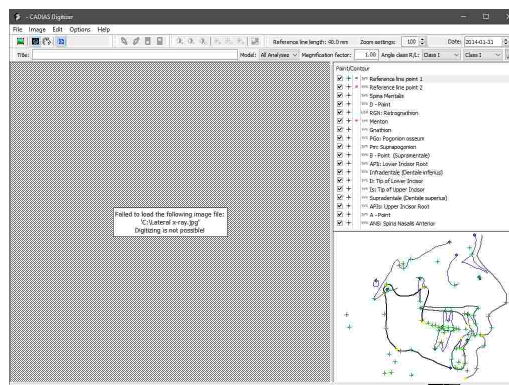 - CADIAS Digitizer
File Image Edit Options Help
Reference line length: 40.0 mm Zoom settings: 100 Date: 2014-01-31
Title: Model: All Analyses Magnification factor: 1.00 Angle class R/L: Class I Class I
Point/Contour
Reference line point 1
Reference line point 2
Spina Mentalis
D - Point
RGN: Retrognathion
Menton
Gnathion
PGo: Pogonion osseum
Pm: Suprapogonion
B - Point (Supramentale)
APIi: Lower Incisor Root
Infradentale (Dentale inferius)
Ii: Tip of Lower Incisor
Is: Tip of Upper Incisor
Supradentale (Dentale superius)
APIs: Upper Incisor Root
A - Point
ANS: Spina Nasalis Anterior
Failed to load the following image file:
'C:\Lateral x-ray.jpg'
Digitizing is not possible!